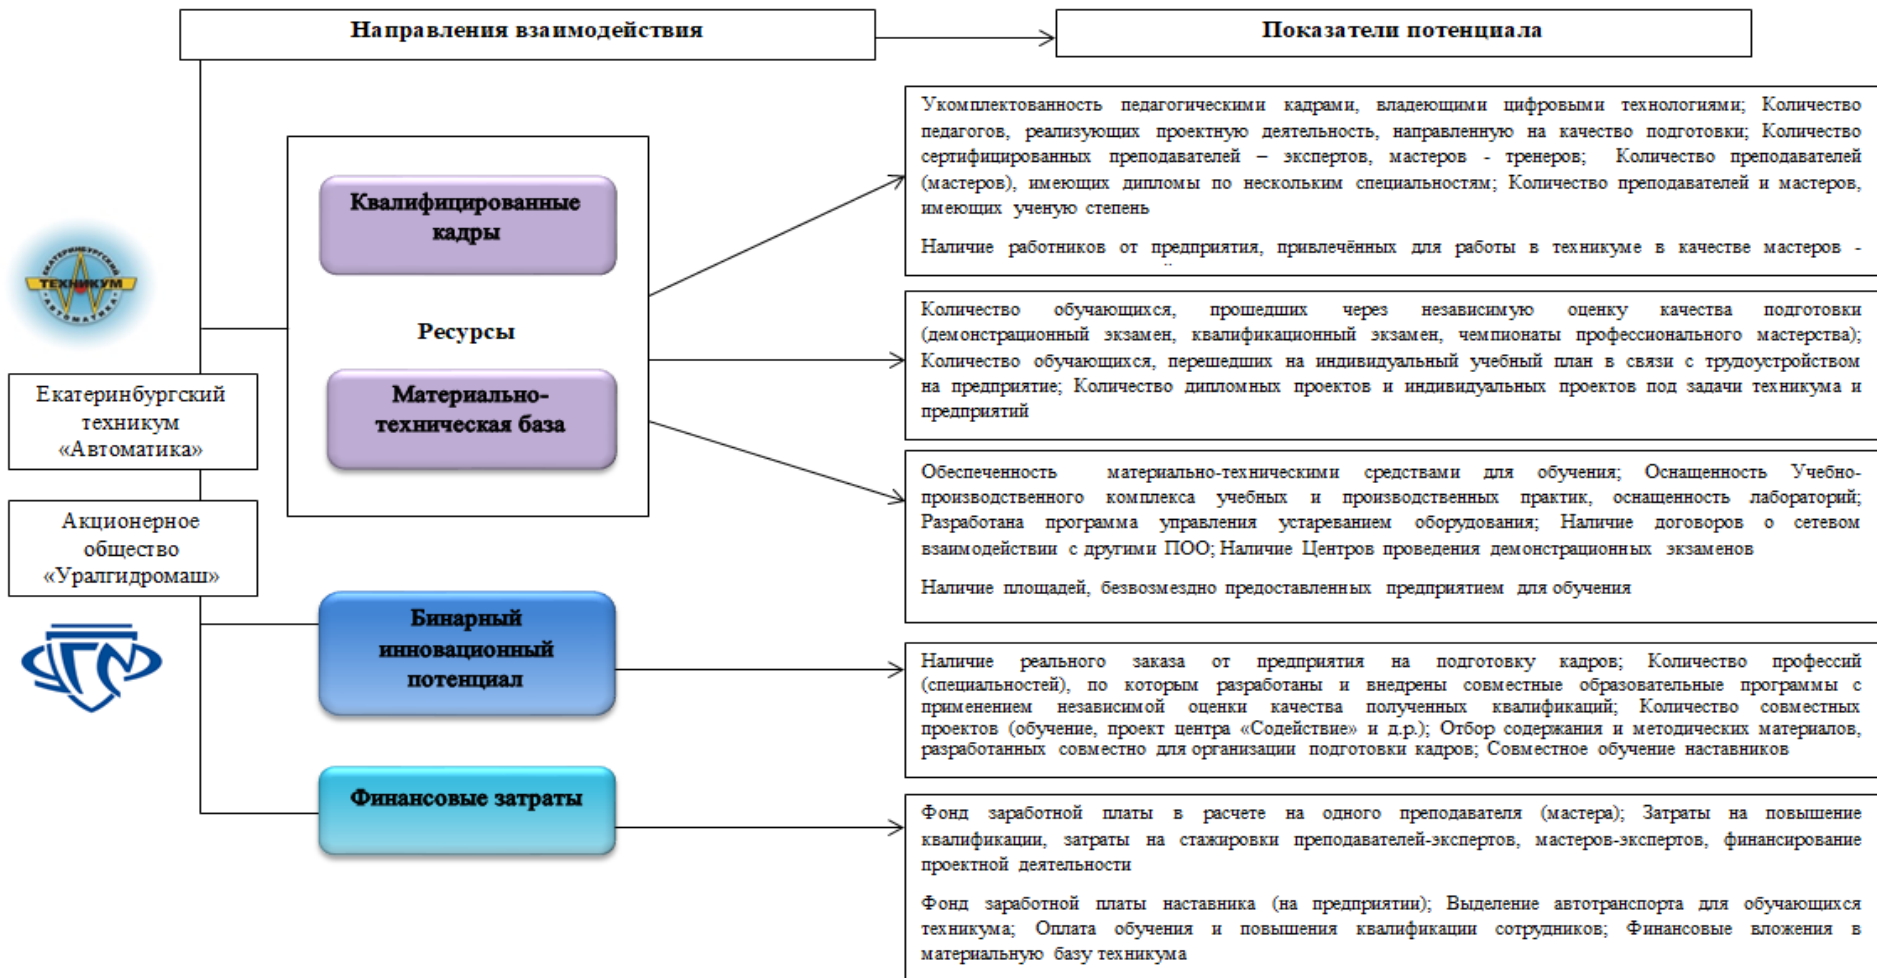 Направления взаимодействия
Показатели потенциала
ЕКАТЕРИНБУРГСКИЙ
ТЕХНИКУМ
АВТОМАТИКА
Екатеринбургский
техникум
«Автоматика»
Акционерное
общество
«Уралгидромаш»
УГМ
Квалифицированные
кадры
Ресурсы
Материально-
техническая база
Бинарный
инновационный
потенциал
Финансовые затраты
Укомплектованность педагогическими кадрами, владеющими цифровыми технологиями; Количество
педагогов, реализующих проектную деятельность, направленную на качество подготовки; Количество
сертифицированных преподавателей – экспертов, мастеров - тренеров; Количество преподавателей
(мастеров), имеющих дипломы по нескольким специальностям; Количество преподавателей и мастеров,
имеющих ученую степень
Наличие работников от предприятия, привлечённых для работы в техникуме в качестве мастеров -
Количество обучающихся, прошедших через независимую оценку качества подготовки
(демонстрационный экзамен, квалификационный экзамен, чемпионаты профессионального мастерства);
Количество обучающихся, перешедших на индивидуальный учебный план в связи с трудоустройством
на предприятие; Количество дипломных проектов и индивидуальных проектов под задачи техникума и
предприятий
Обеспеченность материально-техническими средствами для обучения; Оснащенность Учебно-
производственного комплекса учебных и производственных практик, оснащенность лабораторий;
Разработана программа управления устареванием оборудования; Наличие договоров о сетевом
взаимодействии с другими ПОО; Наличие Центров проведения демонстрационных экзаменов
Наличие площадей, безвозмездно предоставленных предприятием для обучения
Наличие реального заказа от предприятия на подготовку кадров; Количество профессий
(специальностей), по которым разработаны и внедрены совместные образовательные программы с
применением независимой оценки качества полученных квалификаций; Количество совместных
проектов (обучение, проект центра «Содействие» и д.р.); Отбор содержания и методических материалов,
разработанных совместно для организации подготовки кадров; Совместное обучение наставников
Фонд заработной платы в расчете на одного преподавателя (мастера); Затраты на повышение
квалификации, затраты на стажировки преподавателей-экспертов, мастеров-экспертов, финансирование
проектной деятельности
Фонд заработной платы наставника (на предприятии); Выделение автотранспорта для обучающихся
техникума; Оплата обучения и повышения квалификации сотрудников; Финансовые вложения в
материальную базу техникума